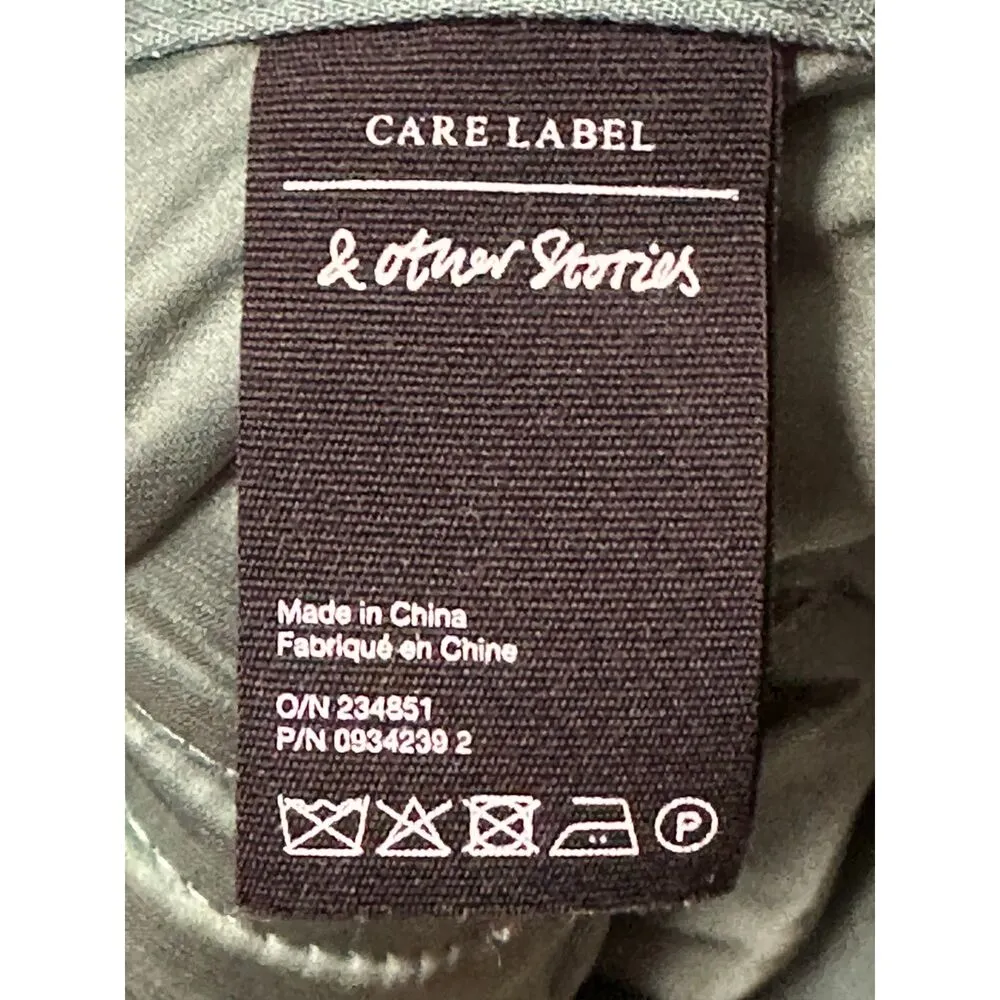 CARE LABEL
& other Stories
Made in China
Fabriqué en Chine
O/N 234851
P/N 0934239 2
P